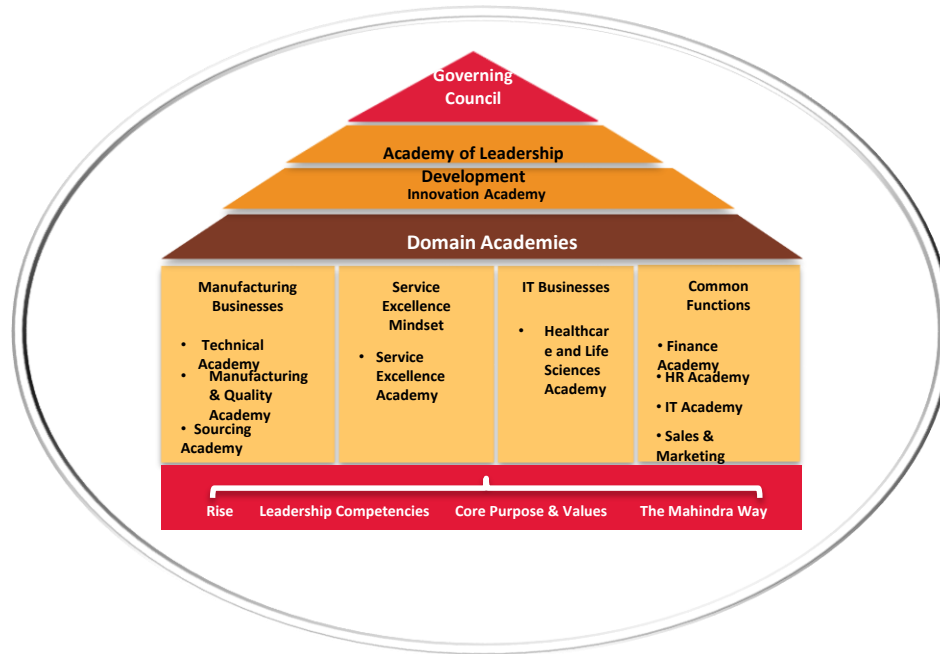 Governing
Council
Academy of Leadership
Development
Innovation Academy
Domain Academies
Manufacturing
Businesses
• Technical
Academy
• Manufacturing
& Quality
Academy
• Sourcing
Academy
Service
Excellence
Mindset
• Service
Excellence
Academy
IT Businesses
• Healthcar
e and Life
Sciences
Academy
Common
Functions
• Finance
Academy
• HR Academy
• IT Academy
• Sales &
Marketing
Rise Leadership Competencies Core Purpose & Values The Mahindra Way